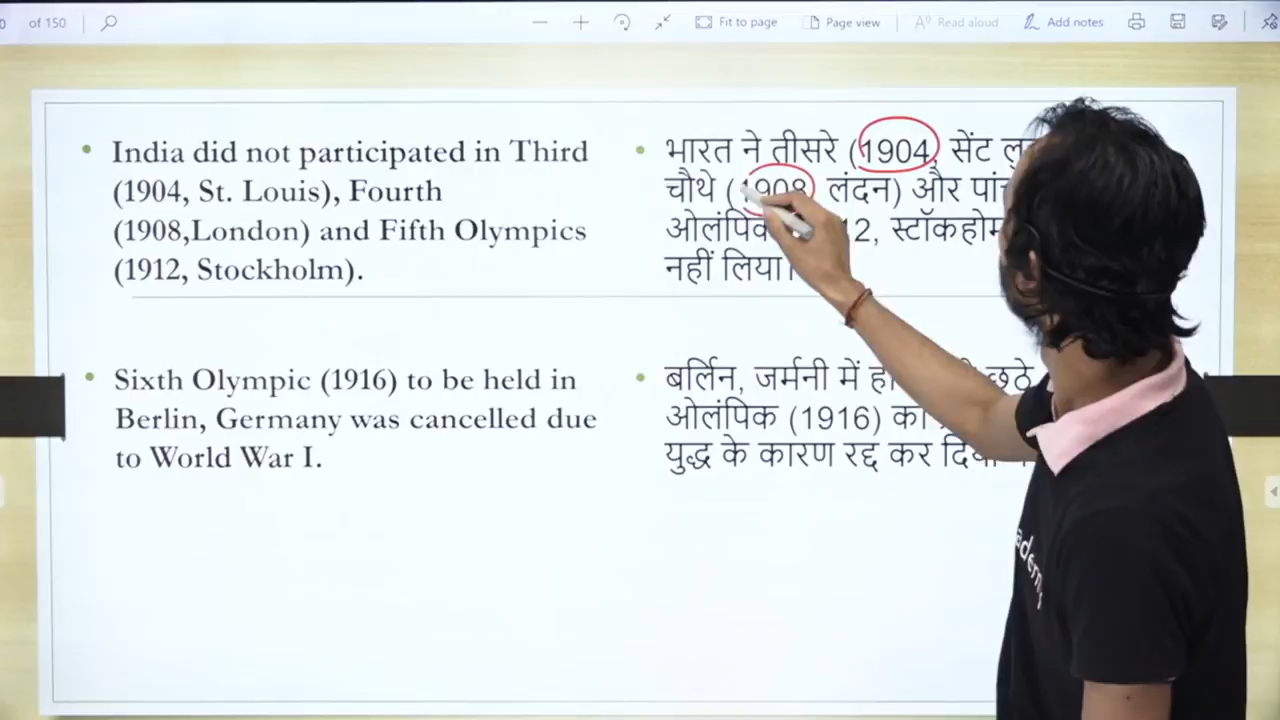 of 150
Fit to page
Page view
Read aloud
Add notes
India did not participated in Third
(1904, St. Louis), Fourth
(1908,London) and Fifth Olympics
(1912, Stockholm).
भारत ने तीसरे (1904, सेंट
चौथे (1908 लंदन) और
12, स्टॉकहोम
नहीं लिया।
Sixth Olympic (1916) to be held in
Berlin, Germany was cancelled due
to World War I.
बर्लिन, जर्मनी में छठे
ओलंपिक (1916) का
युद्ध के कारण रद्द कर